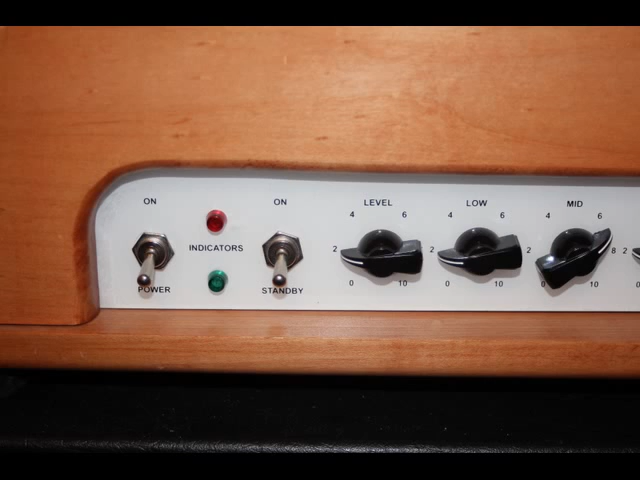 ON
POWER
INDICATORS
ON
STANDBY
LEVEL
0 2 4 6 10
LOW
0 2 4 6 10
MID
0 2 4 6 8 10
0 2